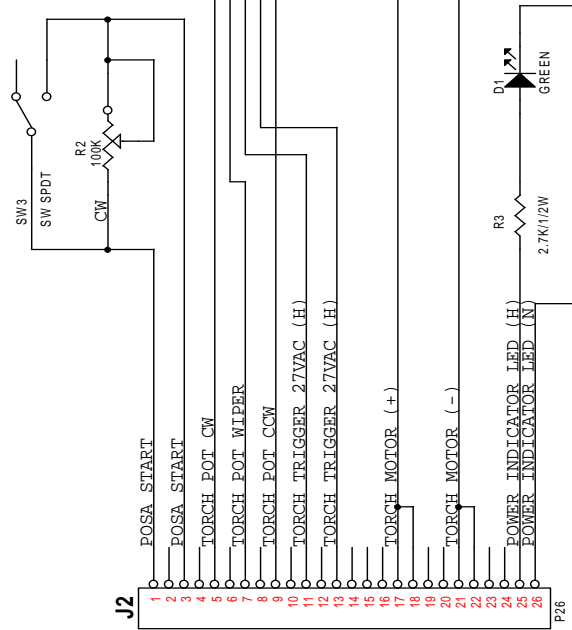 SW3
SW SPDT
CW
R2
100K
D1
GREEN
R3
2.7K/1/2W
POSA START
POSA START
TORCH POT CW
TORCH POT WIPER
TORCH POT CCW
TORCH TRIGGER 27VAC (H)
TORCH TRIGGER 27VAC (H)
TORCH MOTOR (+)
TORCH MOTOR (-)
POWER INDICATOR LED (H)
POWER INDICATOR LED (N)
J2
1
2
3
4
5
6
7
8
9
10
11
12
13
14
15
16
17
18
19
20
21
22
23
24
25
26
P26